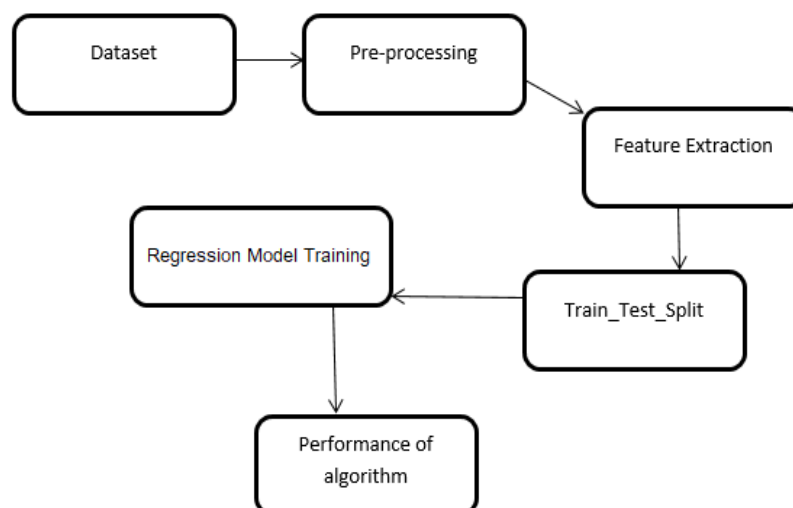 Dataset
Pre-processing
Feature Extraction
Train_Test_Split
Regression Model Training
Performance of
algorithm